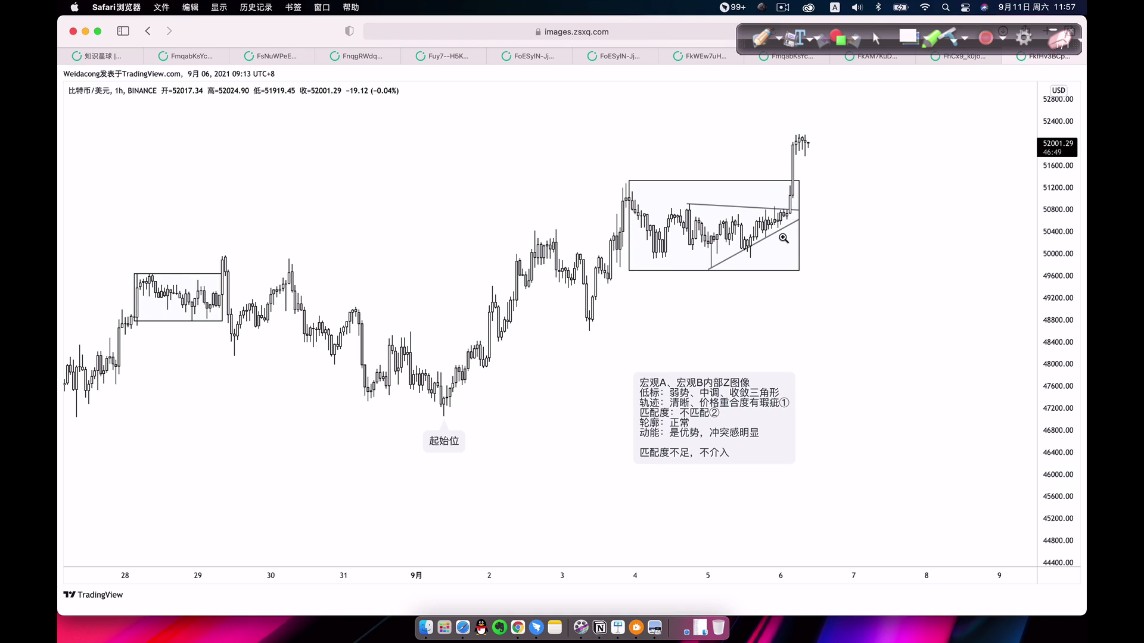 Safari浏览器 文件 编辑 显示 历史记录 书签 窗口 帮助 99+ A 9月11日 周六 11:57
images.zsxq.com
知识星球 |... FmqabKsYc... FsNuWPeE... FnqgRWdq... Fuy7--H6K... FoESyIN-Jj... FoESyIN-Jj... FkWEw7uH... FmqabKsYc...
Weidacong发表于TradingView.com, 9月 06, 2021 09:13 UTC+8
比特币/美元, 1h, BINANCE 开=52017.34 高=52024.90 低=51919.45 收=52001.29 −19.12 (−0.04%)
USD
52800.00
52400.00
52001.29
46:49
51600.00
51200.00
50800.00
50400.00
50000.00
49600.00
49200.00
48800.00
48400.00
48000.00
47600.00
47200.00
46800.00
46400.00
46000.00
45600.00
45200.00
44800.00
44400.00
起始位
宏观A、宏观B内部Z图像
低标：弱势、中调、收敛三角形
轨迹：清晰、价格重合度有瑕疵①
匹配度：不匹配②
轮廓：正常
动能：是优势，冲突感明显
匹配度不足，不介入
28 29 30 31 9月 2 3 4 5 6 7 8 9
TradingView